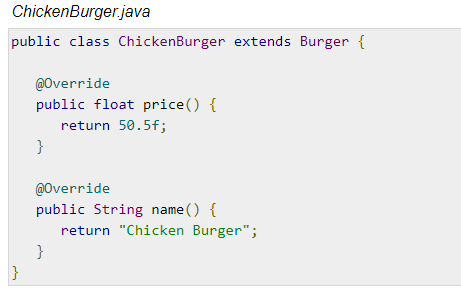 ChickenBurger.java
public class ChickenBurger extends Burger {
@Override
public float price() {
return 50.5f;
}
@Override
public String name() {
return "Chicken Burger";
}
}